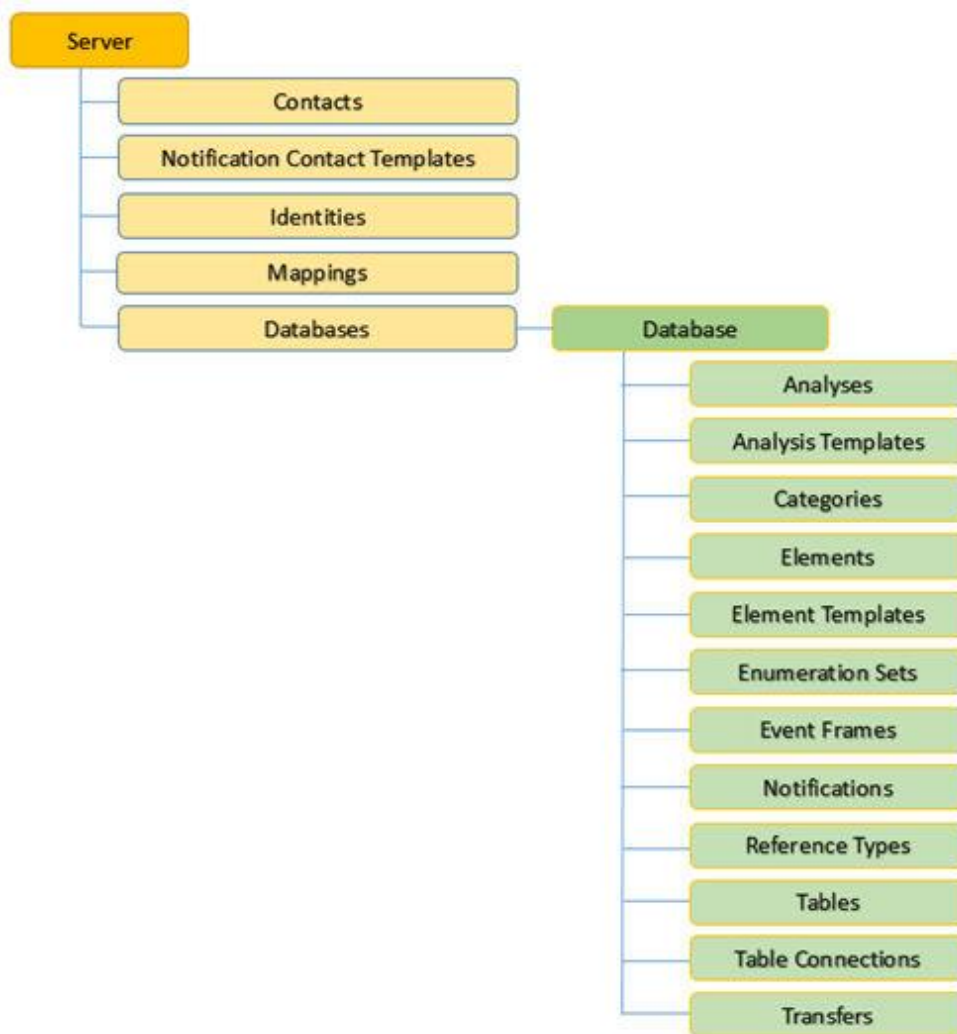 Server
Contacts
Notification Contact Templates
Identities
Mappings
Databases
Database
Analyses
Analysis Templates
Categories
Elements
Element Templates
Enumeration Sets
Event Frames
Notifications
Reference Types
Tables
Table Connections
Transfers